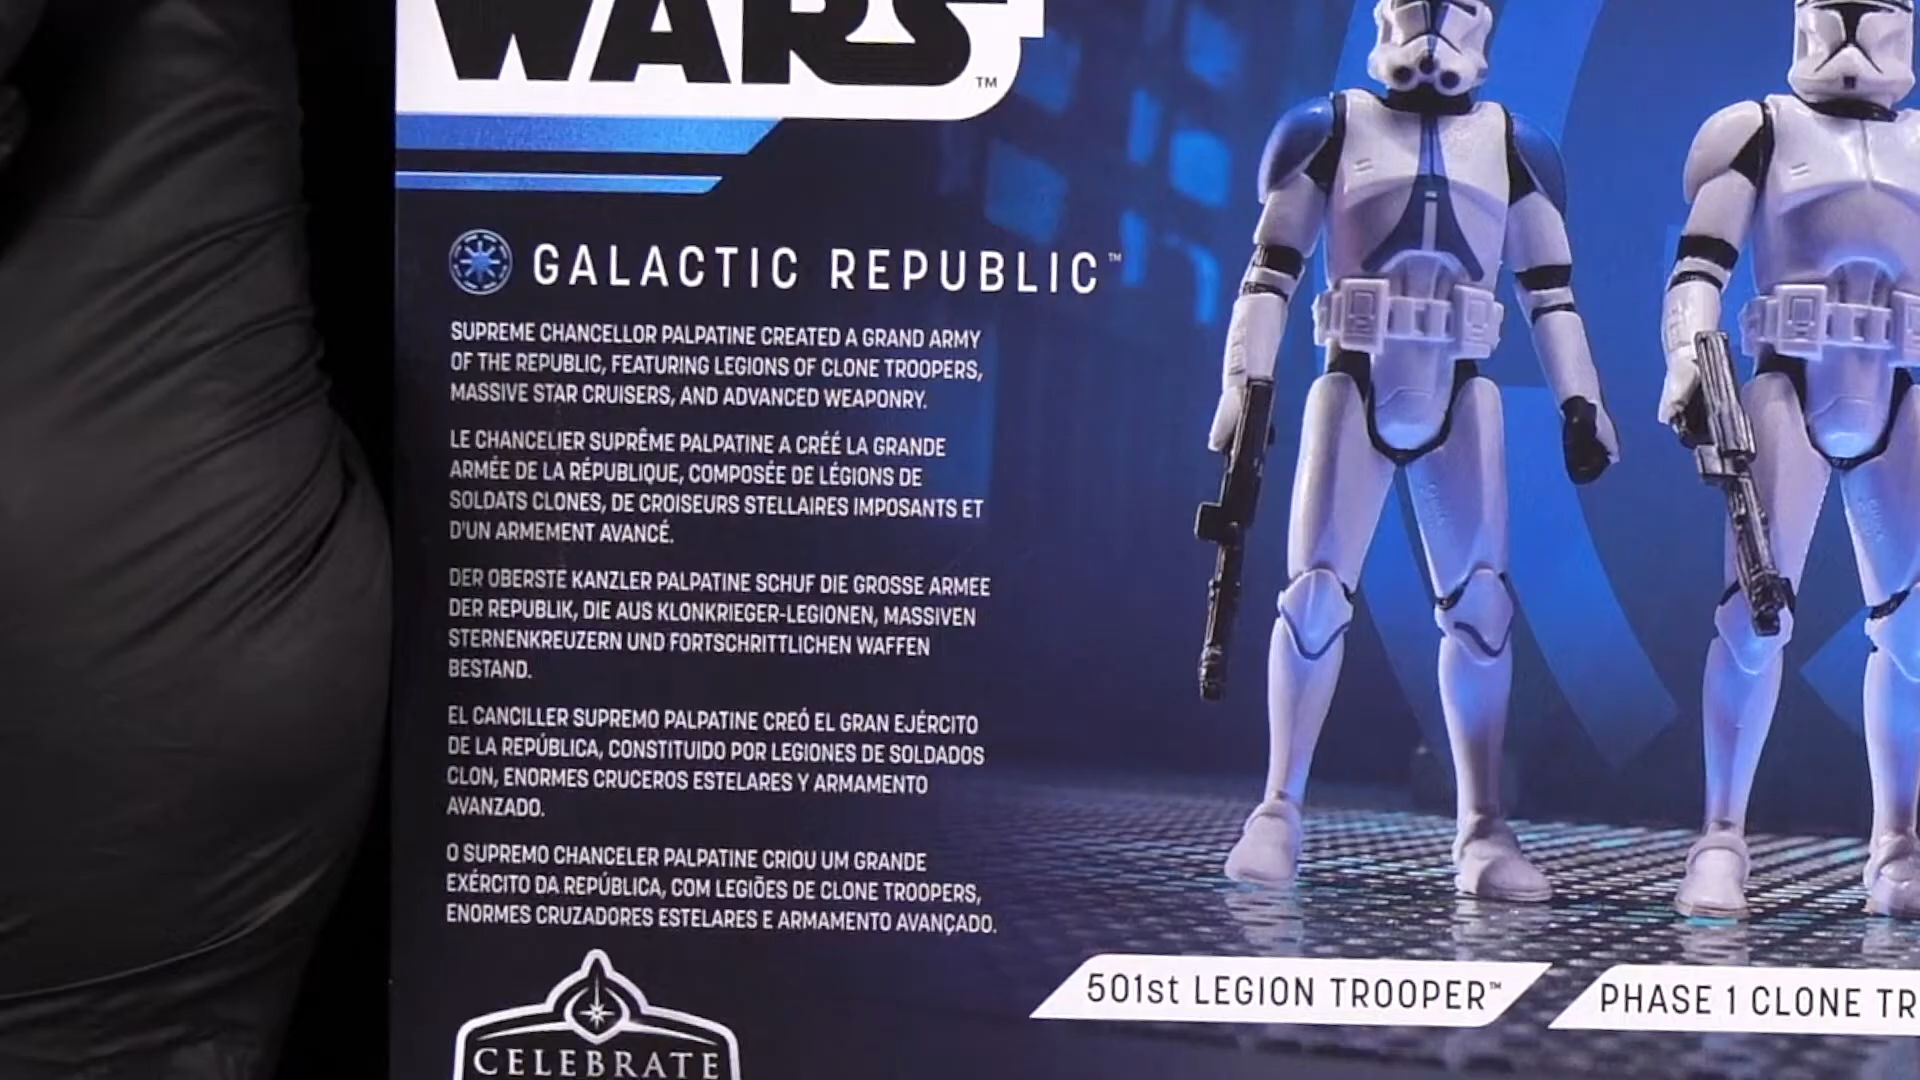 WARS™
GALACTIC REPUBLIC™
SUPREME CHANCELLOR PALPATINE CREATED A GRAND ARMY
OF THE REPUBLIC, FEATURING LEGIONS OF CLONE TROOPERS,
MASSIVE STAR CRUISERS, AND ADVANCED WEAPONRY.
LE CHANCELIER SUPRÊME PALPATINE A CRÉÉ LA GRANDE
ARMÉE DE LA RÉPUBLIQUE, COMPOSÉE DE LÉGIONS DE
SOLDATS CLONES, DE CROISEURS STELLAIRES IMPOSANTS ET
D'UN ARMEMENT AVANCÉ.
DER OBERSTE KANZLER PALPATINE SCHUF DIE GROSSE ARMEE
DER REPUBLIK, DIE AUS KLONKRIEGER-LEGIONEN, MASSIVEN
STERNENKREUZERN UND FORTSCHRITTLICHEN WAFFEN
BESTAND.
EL CANCILLER SUPREMO PALPATINE CREÓ EL GRAN EJÉRCITO
DE LA REPÚBLICA, CONSTITUIDO POR LEGIONES DE SOLDADOS
CLON, ENORMES CRUCEROS ESTELARES Y ARMAMENTO
AVANZADO.
O SUPREMO CHANCELER PALPATINE CRIOU UM GRANDE
EXÉRCITO DA REPÚBLICA, COM LEGIÕES DE CLONE TROOPERS,
ENORMES CRUZADORES ESTELARES E ARMAMENTO AVANÇADO.
CELEBRATE
501st LEGION TROOPER™
PHASE 1 CLONE TR